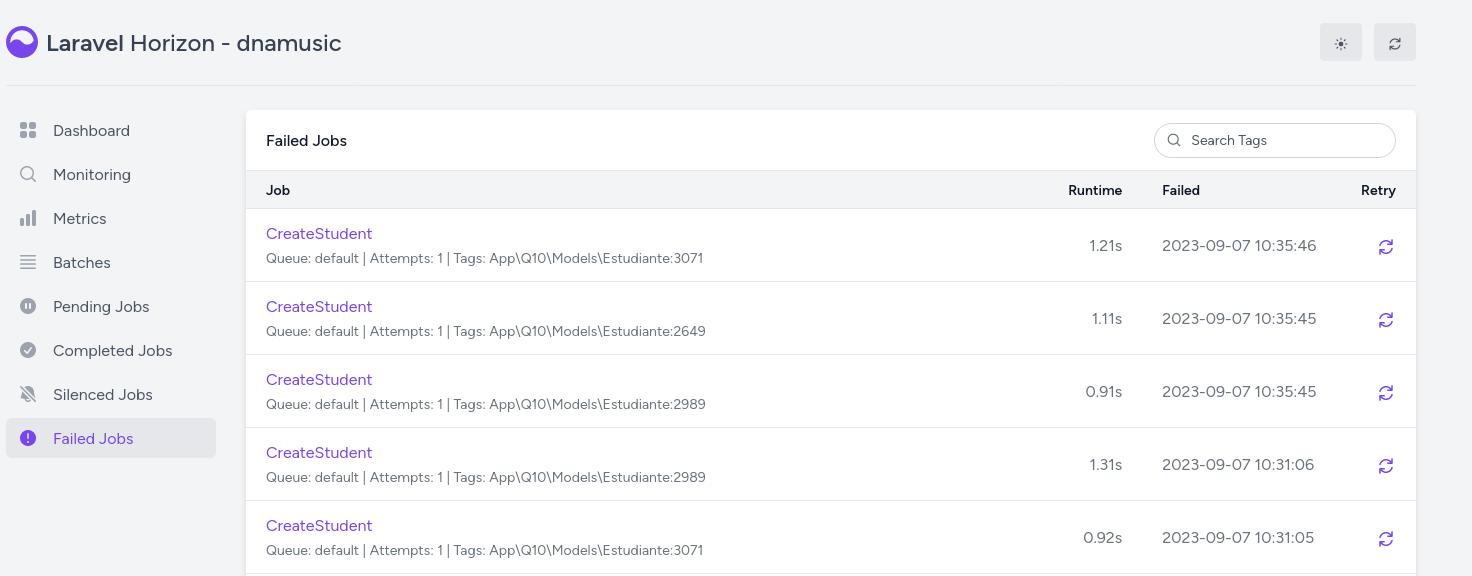 Laravel Horizon - dnamusic
Dashboard
Monitoring
Metrics
Batches
Pending Jobs
Completed Jobs
Silenced Jobs
Failed Jobs
Failed Jobs
Search Tags
Job Runtime Failed Retry
CreateStudent
Queue: default | Attempts: 1 | Tags: App\Q10\Models\Estudiante:3071
1.21s 2023-09-07 10:35:46
CreateStudent
Queue: default | Attempts: 1 | Tags: App\Q10\Models\Estudiante:2649
1.11s 2023-09-07 10:35:45
CreateStudent
Queue: default | Attempts: 1 | Tags: App\Q10\Models\Estudiante:2989
0.91s 2023-09-07 10:35:45
CreateStudent
Queue: default | Attempts: 1 | Tags: App\Q10\Models\Estudiante:2989
1.31s 2023-09-07 10:31:06
CreateStudent
Queue: default | Attempts: 1 | Tags: App\Q10\Models\Estudiante:3071
0.92s 2023-09-07 10:31:05